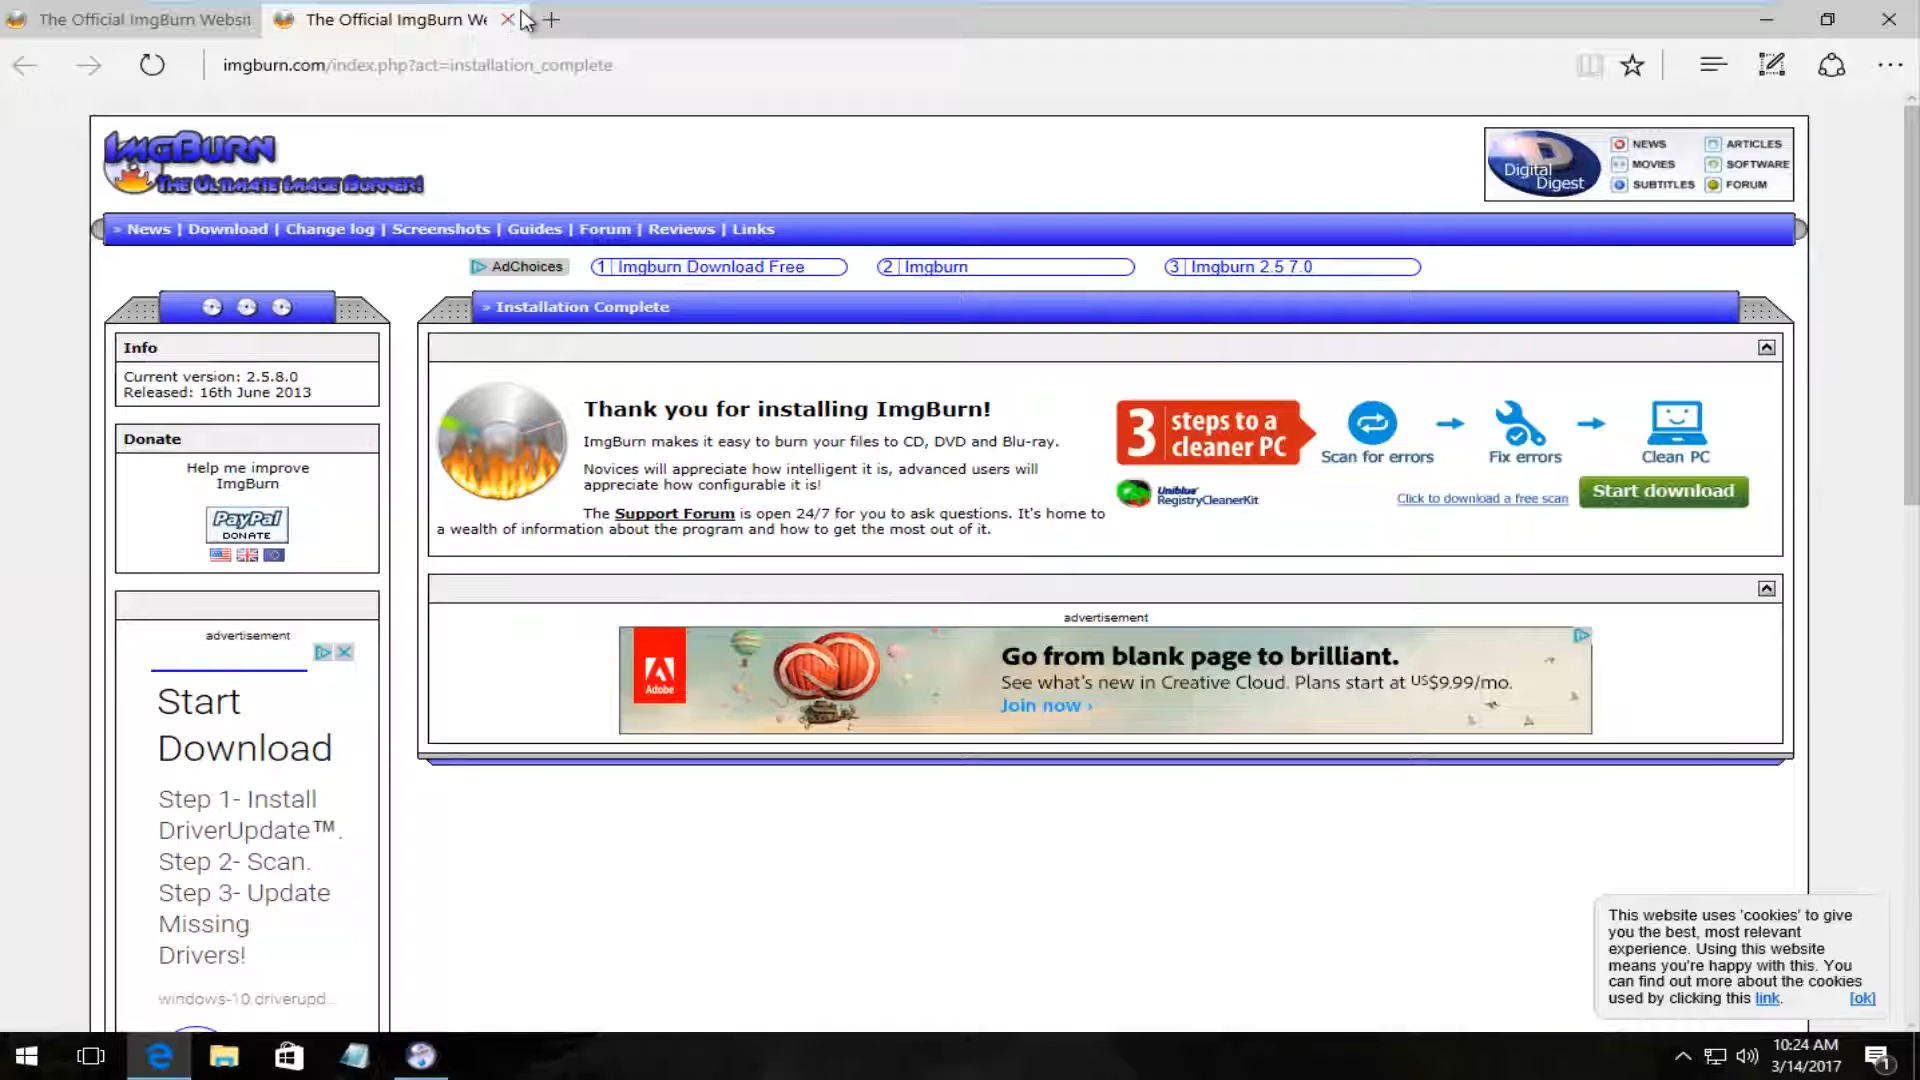 The Official ImgBurn Websit
The Official ImgBurn We
imgburn.com/index.php?act=installation_complete
ImgBurn
The Ultimate Image Burner!
Digital Digest
NEWS
ARTICLES
MOVIES
SOFTWARE
SUBTITLES
FORUM
» News | Download | Change log | Screenshots | Guides | Forum | Reviews | Links
AdChoices
1 Imgburn Download Free
2 Imgburn
3 Imgburn 2.5 7.0
» Installation Complete
Info
Current version: 2.5.8.0
Released: 16th June 2013
Donate
Help me improve
ImgBurn
PayPal
DONATE
advertisement
Start
Download
Step 1- Install
DriverUpdate™.
Step 2- Scan.
Step 3- Update
Missing
Drivers!
windows-10.driverupd...
Thank you for installing ImgBurn!
ImgBurn makes it easy to burn your files to CD, DVD and Blu-ray.
Novices will appreciate how intelligent it is, advanced users will
appreciate how configurable it is!
The Support Forum is open 24/7 for you to ask questions. It's home to
a wealth of information about the program and how to get the most out of it.
3 steps to a
cleaner PC
Scan for errors
Fix errors
Clean PC
Uniblue
RegistryCleanerKit
Click to download a free scan
Start download
advertisement
Adobe
Go from blank page to brilliant.
See what's new in Creative Cloud. Plans start at US$9.99/mo.
Join now ›
This website uses 'cookies' to give
you the best, most relevant
experience. Using this website
means you're happy with this. You
can find out more about the cookies
used by clicking this link. [ok]
10:24 AM
3/14/2017
1